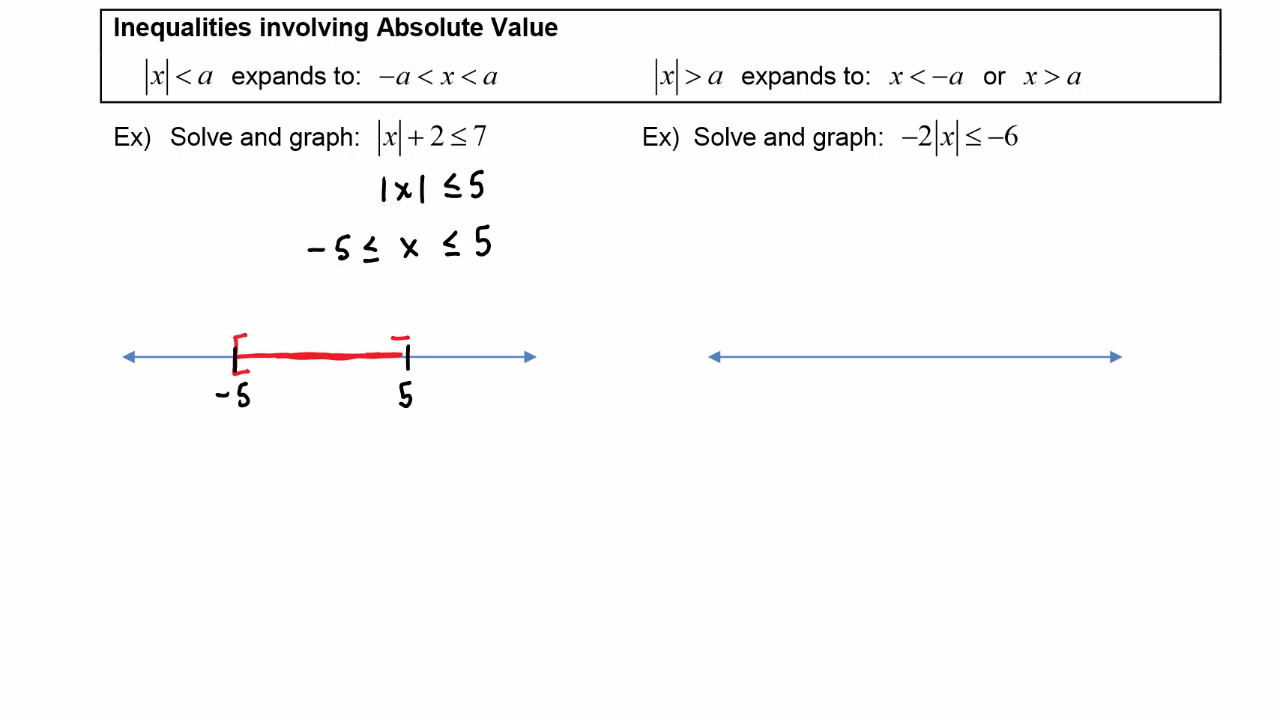 Inequalities involving Absolute Value
|x| < a expands to: −a < x < a
|x| > a expands to: x < −a or x > a
Ex) Solve and graph: |x| + 2 ≤ 7
|x| ≤ 5
-5 ≤ x ≤ 5
-5
5
Ex) Solve and graph: −2|x| ≤ −6